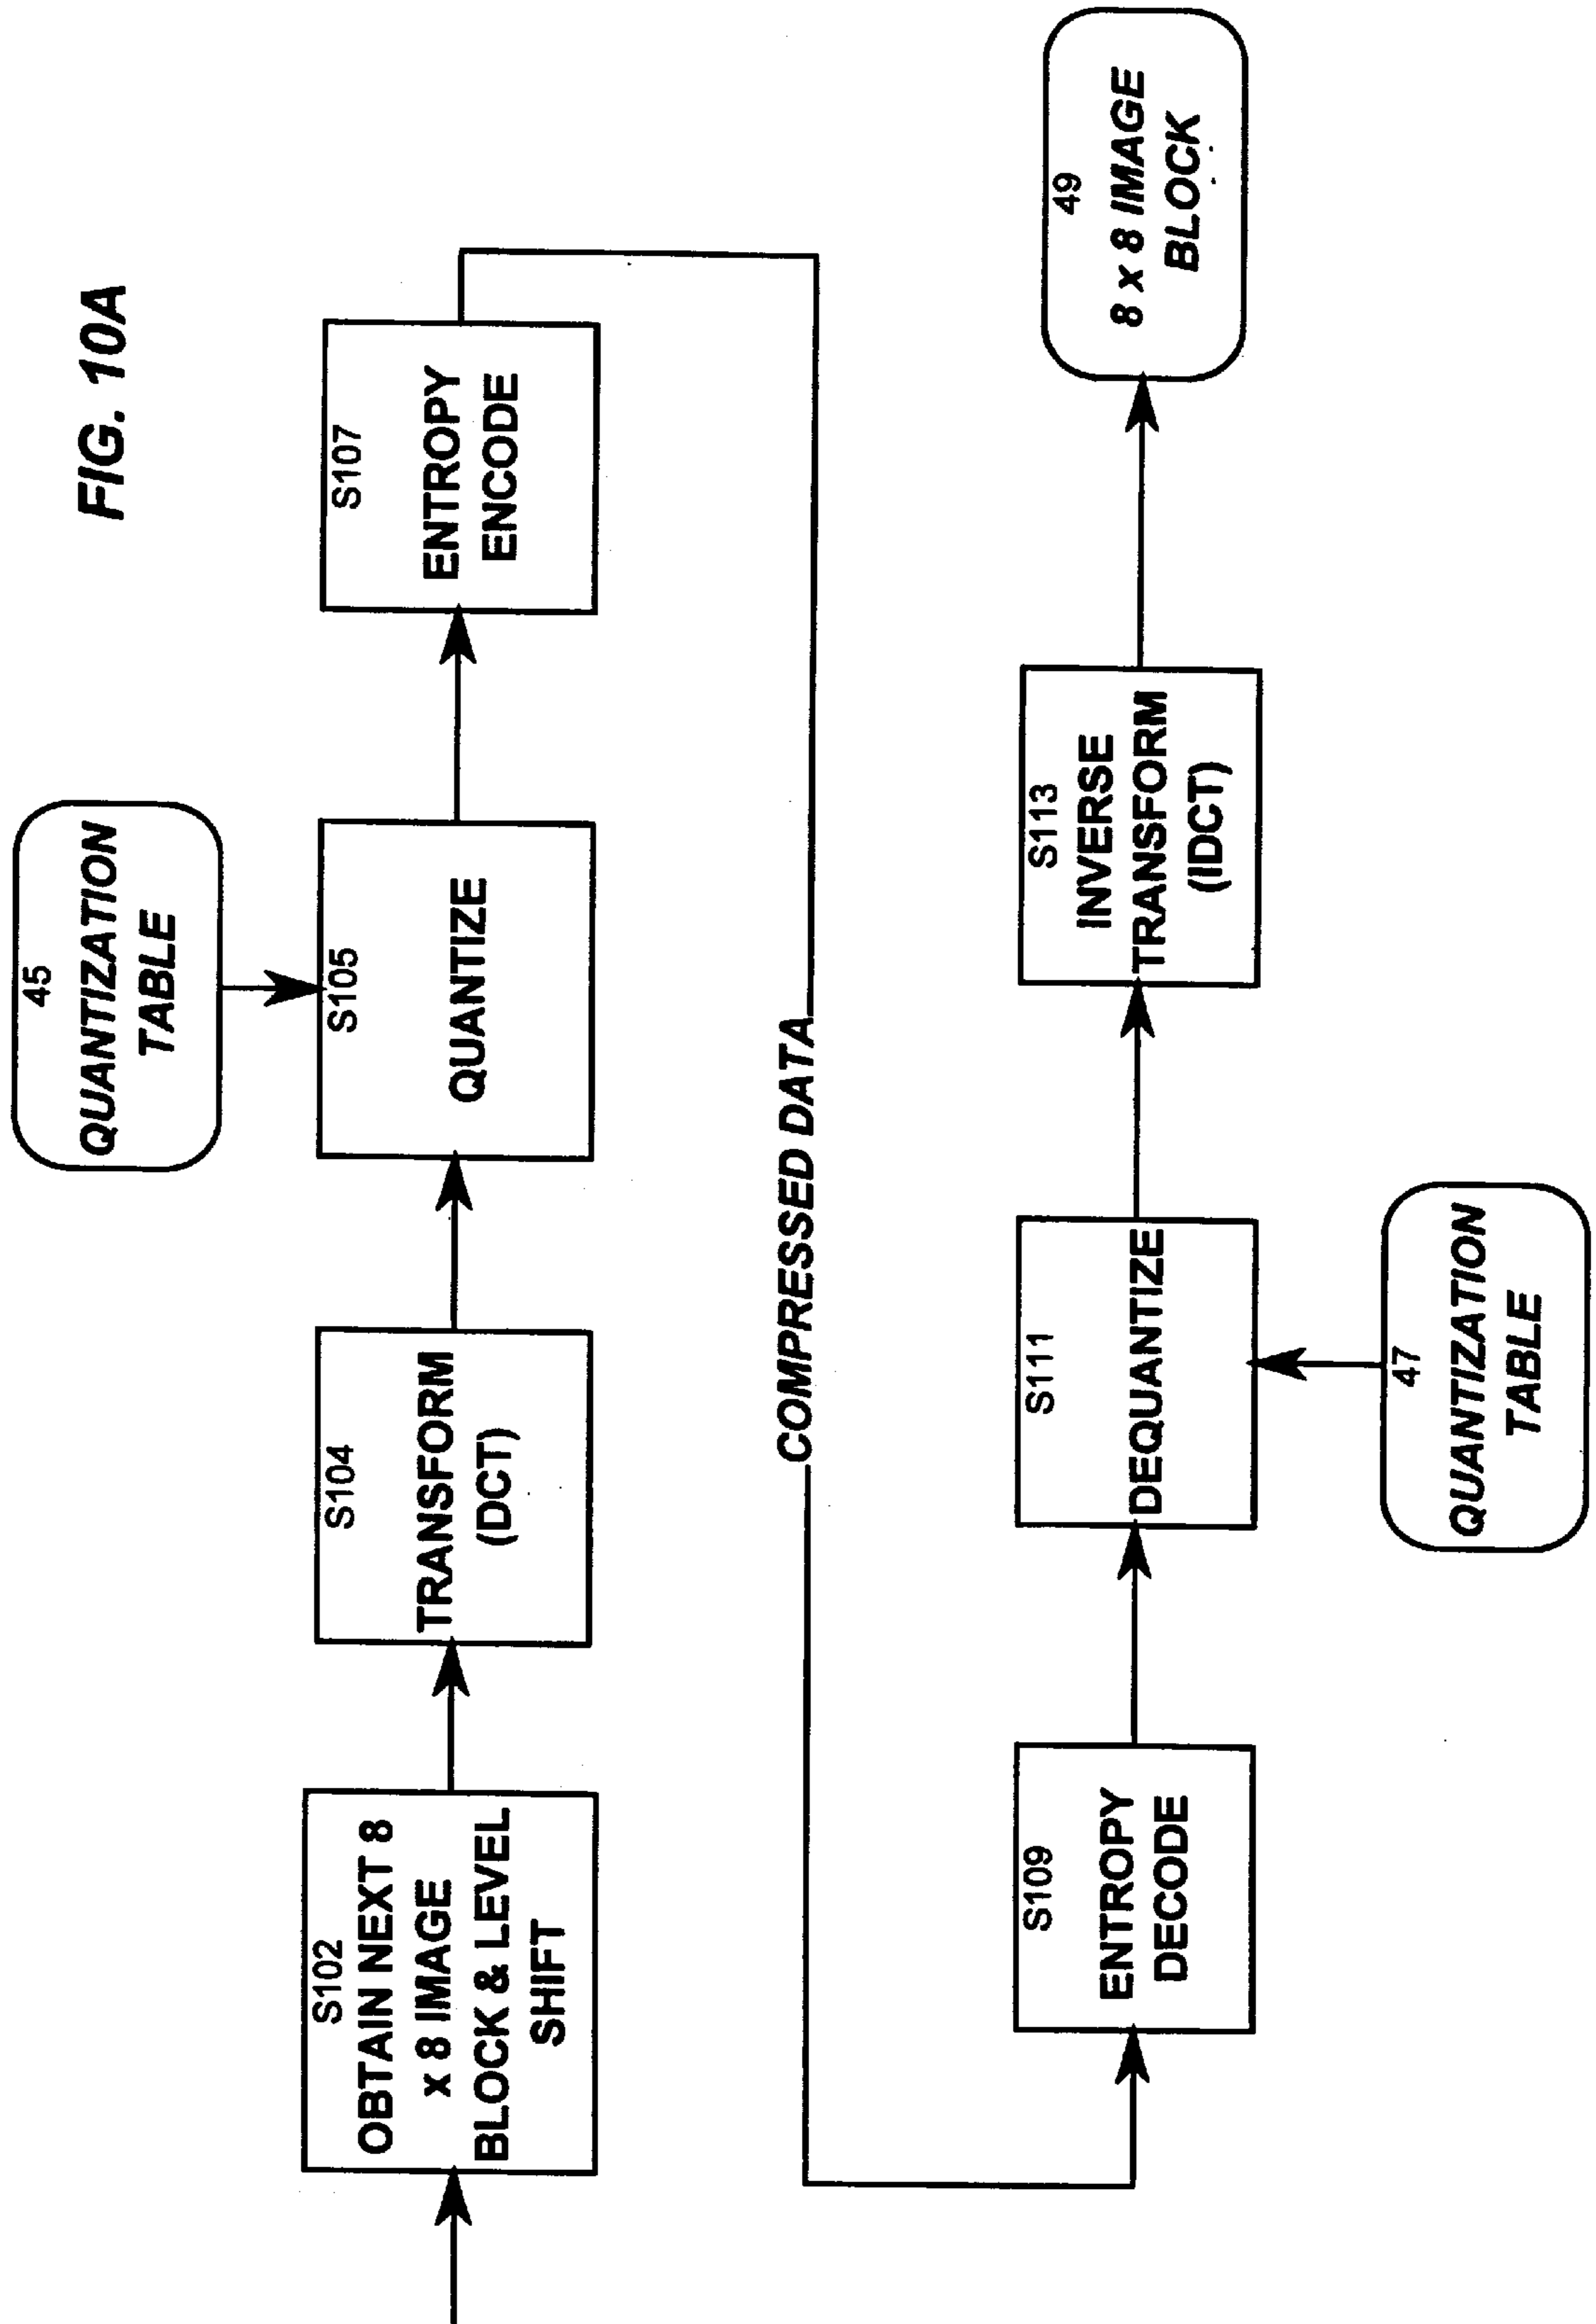 FIG. 10A
45
QUANTIZATION
TABLE
S102
OBTAIN NEXT 8
x 8 IMAGE
BLOCK & LEVEL
SHIFT
S104
TRANSFORM
(DCT)
S105
QUANTIZE
S107
ENTROPY
ENCODE
COMPRESSED DATA
S109
ENTROPY
DECODE
S111
DEQUANTIZE
47
QUANTIZATION
TABLE
S113
INVERSE
TRANSFORM
(IDCT)
49
8 x 8 IMAGE
BLOCK